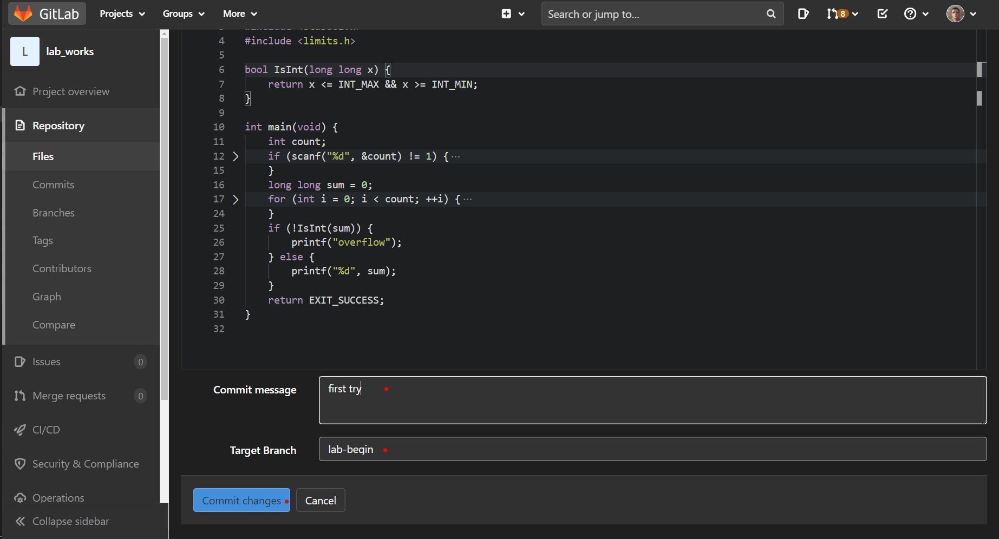 GitLab Projects Groups More Search or jump to... 8
L lab_works
Project overview
Repository
Files
Commits
Branches
Tags
Contributors
Graph
Compare
Issues 0
Merge requests 0
CI/CD
Security & Compliance
Operations
Collapse sidebar
4 #include <limits.h>
5
6 bool IsInt(long long x) {
7 return x <= INT_MAX && x >= INT_MIN;
8 }
9
10 int main(void) {
11 int count;
12 if (scanf("%d", &count) != 1) {···
15 }
16 long long sum = 0;
17 for (int i = 0; i < count; ++i) {···
24 }
25 if (!IsInt(sum)) {
26 printf("overflow");
27 } else {
28 printf("%d", sum);
29 }
30 return EXIT_SUCCESS;
31 }
32
Commit message first try
Target Branch lab-begin
Commit changes Cancel